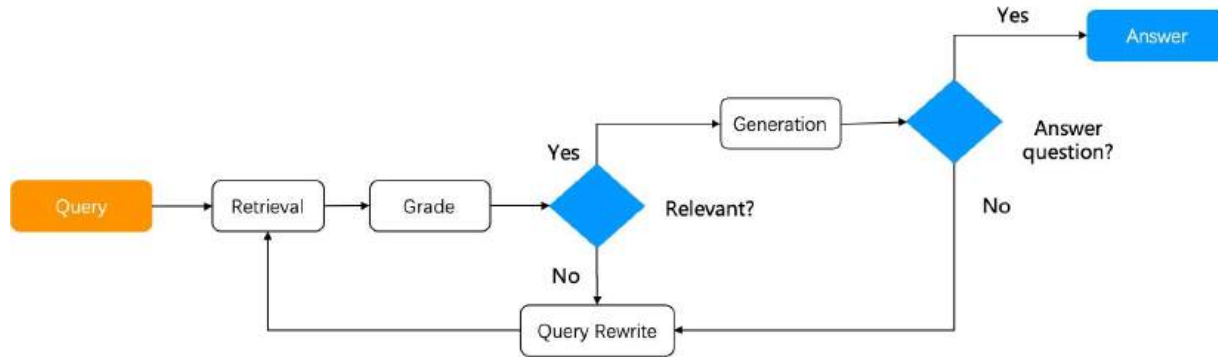 Yes
Answer
Generation
Answer
question?
Yes
Query
Retrieval
Grade
Relevant?
No
No
Query Rewrite